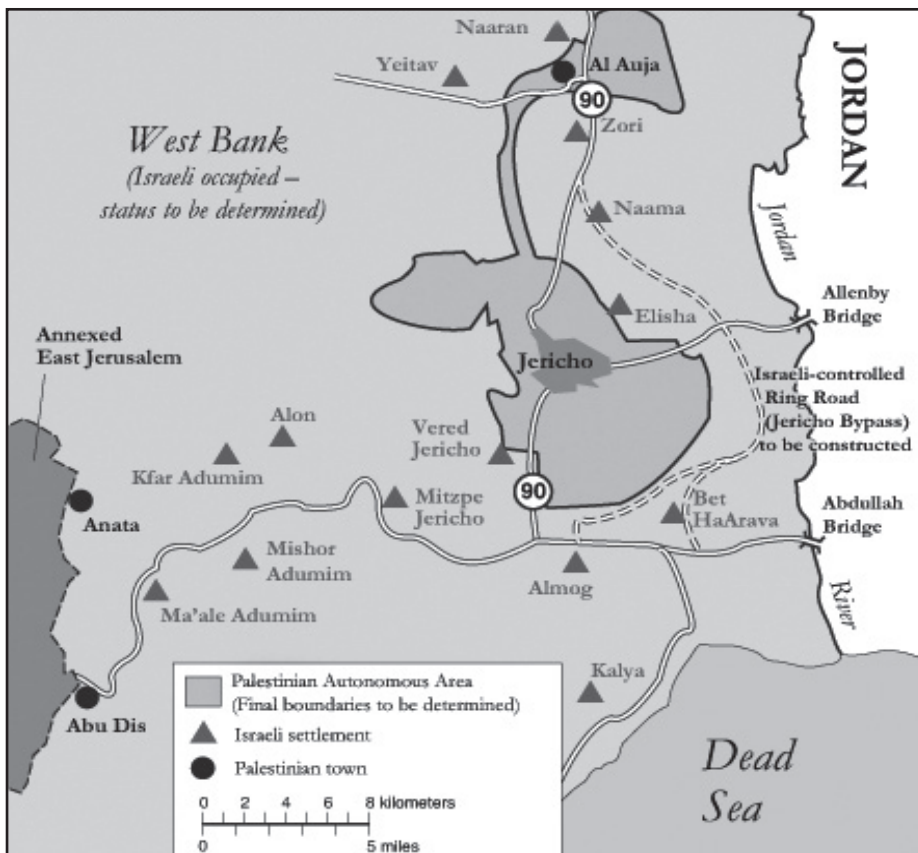 Naaran
Yeitav
Al Auja
90
Zori
JORDAN
West Bank
(Israeli occupied –
status to be determined)
Naama
Jordan
Allenby
Bridge
Elisha
Annexed
East Jerusalem
Jericho
Israeli-controlled
Ring Road
(Jericho Bypass)
to be constructed
Alon
Vered
Jericho
Kfar Adumim
90
Mitzpe
Jericho
Bet
HaArava
Abdullah
Bridge
Anata
Mishor
Adumim
Almog
Ma'ale Adumim
River
Kalya
Abu Dis
Palestinian Autonomous Area
(Final boundaries to be determined)
Israeli settlement
Palestinian town
0 2 4 6 8 kilometers
0 5 miles
Dead
Sea